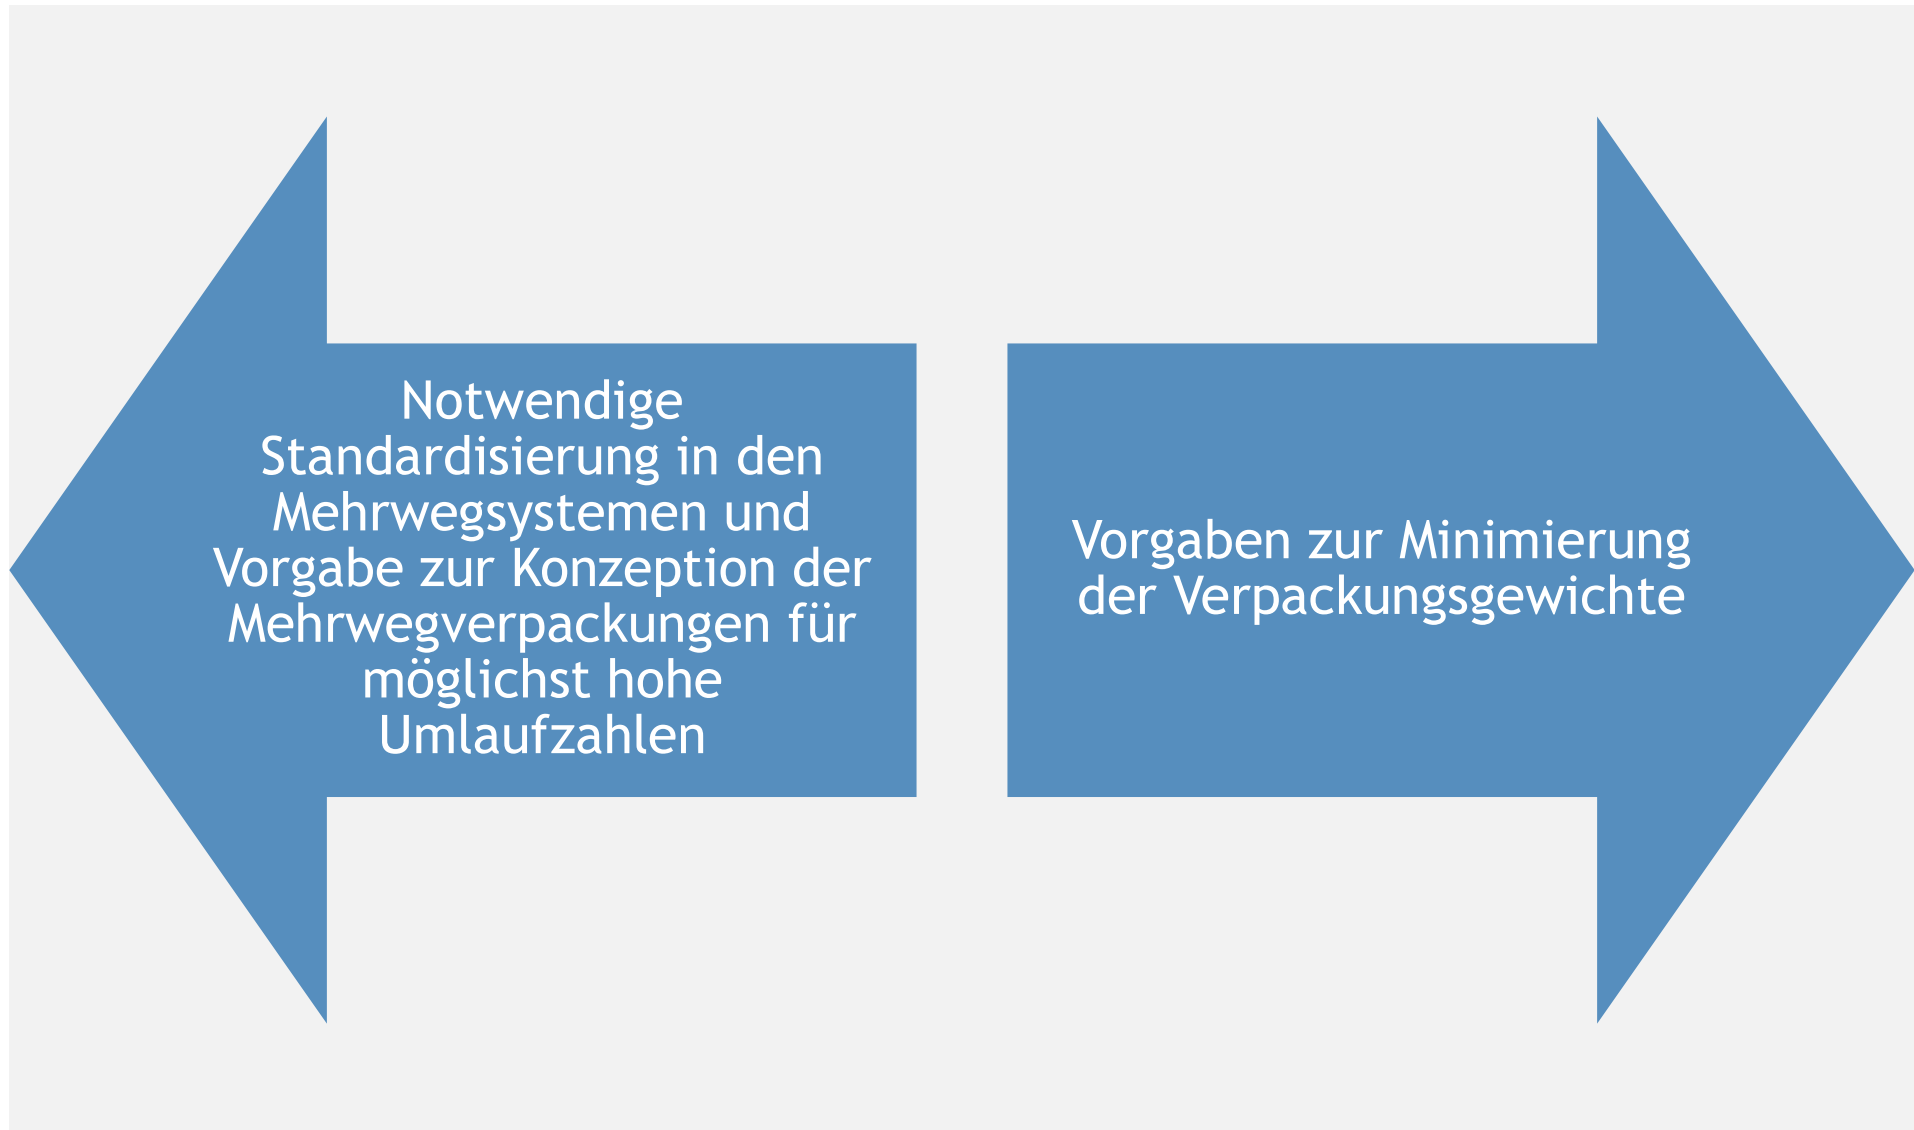 Notwendige
Standardisierung in den
Mehrwegsystemen und
Vorgabe zur Konzeption der
Mehrwegverpackungen für
möglichst hohe
Umlaufzahlen
Vorgaben zur Minimierung
der Verpackungsgewichte